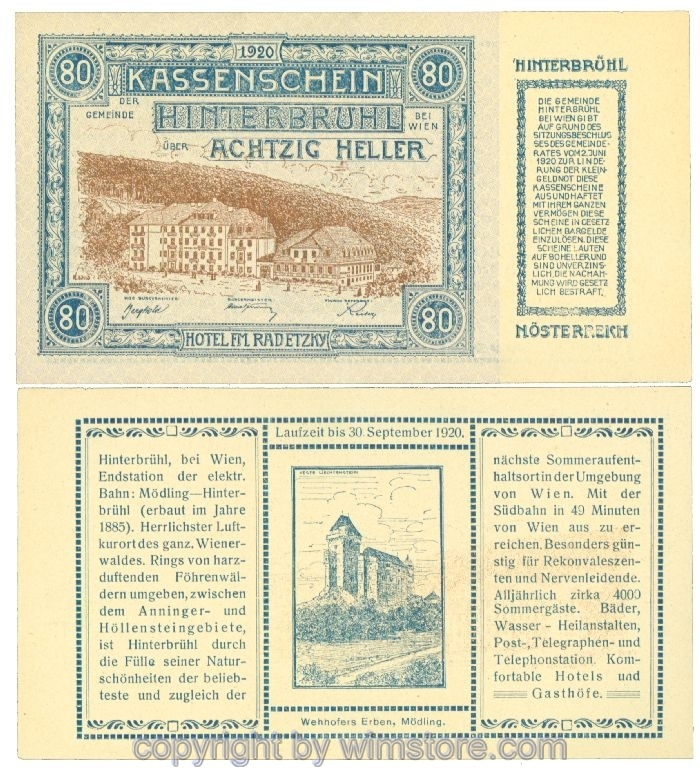 1920
80
80
KASSENSCHEIN
DER
GEMEINDE
HINTERBRÜHL
BEI
WIEN
ÜBER
ACHTZIG HELLER
VIZE-BÜRGERMEISTER
BÜRGERMEISTER
80
80
HOTEL FM. RADETZKY
HINTERBRÜHL
DIE GEMEINDE
HINTERBRÜHL
BEI WIEN GIBT
AUF GRUND DES
SITZUNGSBESCHLUS
SES DES GEMEINDE-
RATES VOM 2. JUNI
1920 ZUR LINDE
RUNG DER KLEIN-
GELDNOT DIESE
KASSENSCHEINE
AUS UND HAFTET
MIT IHREM GANZEN
VERMÖGEN DIESE
SCHEINE IN GESETZ
LICHEM BARGELDE
EINZULÖSEN. DIESE
SCHEINE LAUTEN
AUF 80 HELLER UND
SIND UNVERZINS-
LICH, DIE NACHAH-
MUNG WIRD GESETZ
LICH BESTRAFT.
N.ÖSTERREICH
Laufzeit bis 30 September 1920.
Hinterbrühl, bei Wien,
Endstation der elektr.
Bahn: Mödling—Hinter-
brühl (erbaut im Jahre
1885). Herrlichster Luft-
kurort des ganz. Wiener-
waldes. Rings von harz-
duftenden Föhrenwäl-
dern umgeben, zwischen
dem Anninger- und
Höllensteingebiete,
ist Hinterbrühl durch
die Fülle seiner Natur-
schönheiten der belieb-
teste und zugleich der
VESTE LIECHTENSTEIN
Wehhofers Erben, Mödling.
nächste Sommeraufent-
haltsort in der Umgebung
von Wien. Mit der
Südbahn in 49 Minuten
von Wien aus zu er-
reichen. Besonders gün-
stig für Rekonvaleszen-
ten und Nervenleidende.
Alljährlich zirka 4000
Sommergäste. Bäder,
Wasser-Heilanstalten,
Post-, Telegraphen- und
Telephonstation. Kom-
fortable Hotels und
Gasthöfe.
copyright by wimstore.com